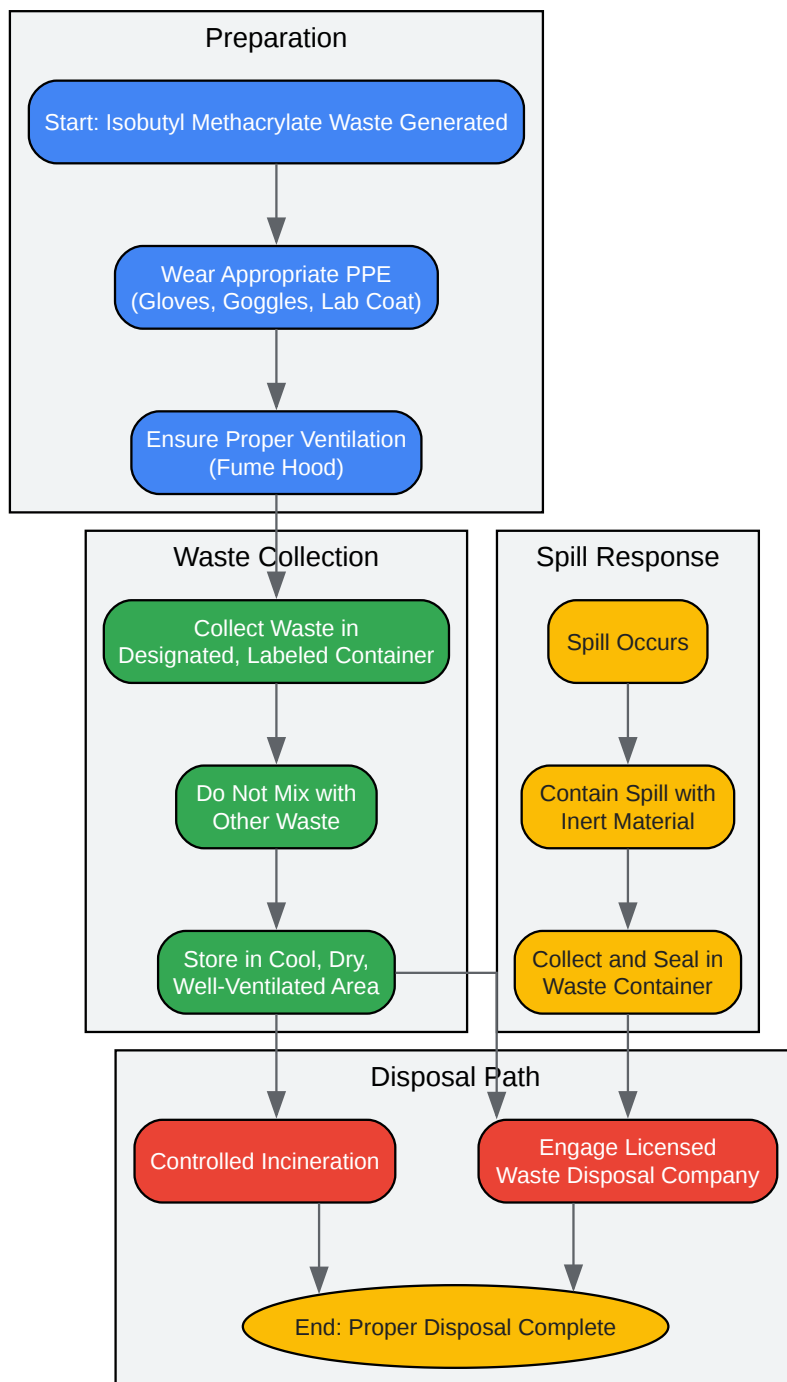 Preparation
Start: Isobutyl Methacrylate Waste Generated
Wear Appropriate PPE
(Gloves, Goggles, Lab Coat)
Ensure Proper Ventilation
(Fume Hood)
Waste Collection
Collect Waste in
Designated, Labeled Container
Do Not Mix with
Other Waste
Store in Cool, Dry,
Well-Ventilated Area
Spill Response
Spill Occurs
Contain Spill with
Inert Material
Collect and Seal in
Waste Container
Disposal Path
Controlled Incineration
Engage Licensed
Waste Disposal Company
End: Proper Disposal Complete